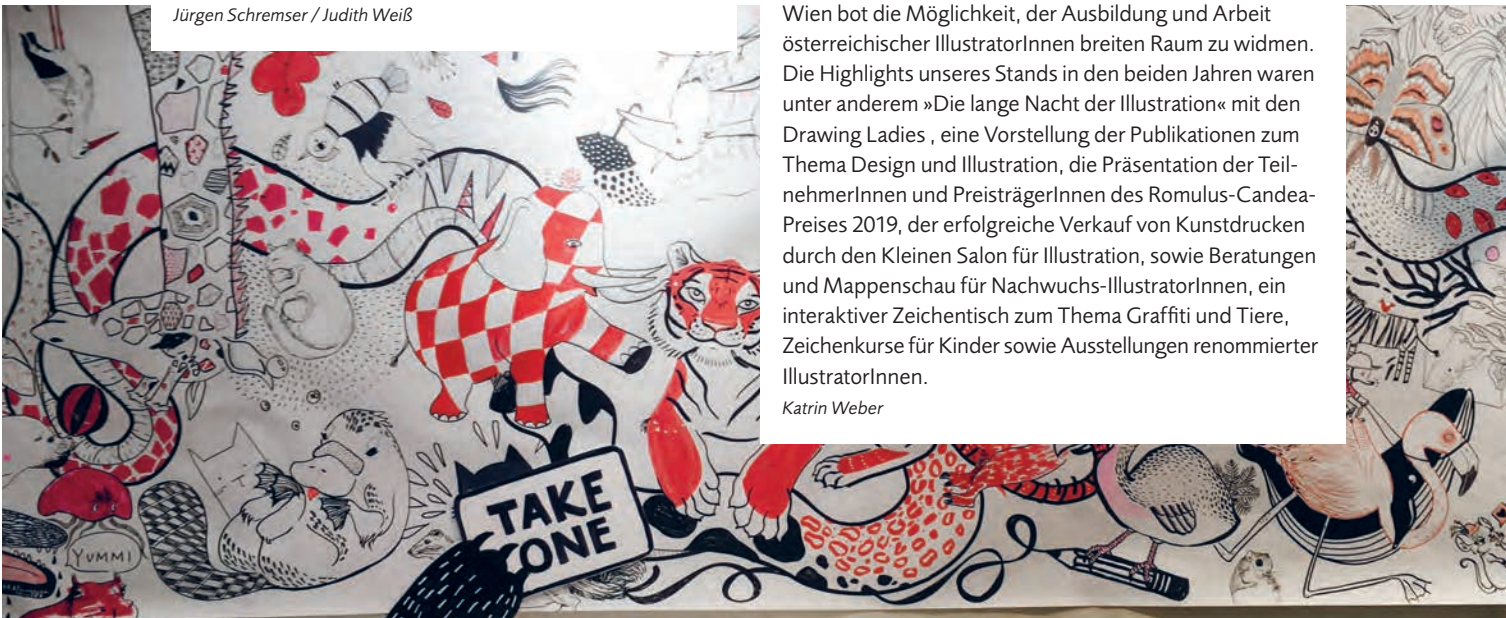 Jürgen Schremser / Judith Weiß
Wien bot die Möglichkeit, der Ausbildung und Arbeit
österreichischer IllustratorInnen breiten Raum zu widmen.
Die Highlights unseres Stands in den beiden Jahren waren
unter anderem »Die lange Nacht der Illustration« mit den
Drawing Ladies , eine Vorstellung der Publikationen zum
Thema Design und Illustration, die Präsentation der Teil-
nehmerInnen und PreisträgerInnen des Romulus-Candea-
Preises 2019, der erfolgreiche Verkauf von Kunstdrucken
durch den Kleinen Salon für Illustration, sowie Beratungen
und Mappenschau für Nachwuchs-IllustratorInnen, ein
interaktiver Zeichentisch zum Thema Graffiti und Tiere,
Zeichenkurse für Kinder sowie Ausstellungen renommierter
IllustratorInnen.
Katrin Weber
TAKE
ONE
YUMMI